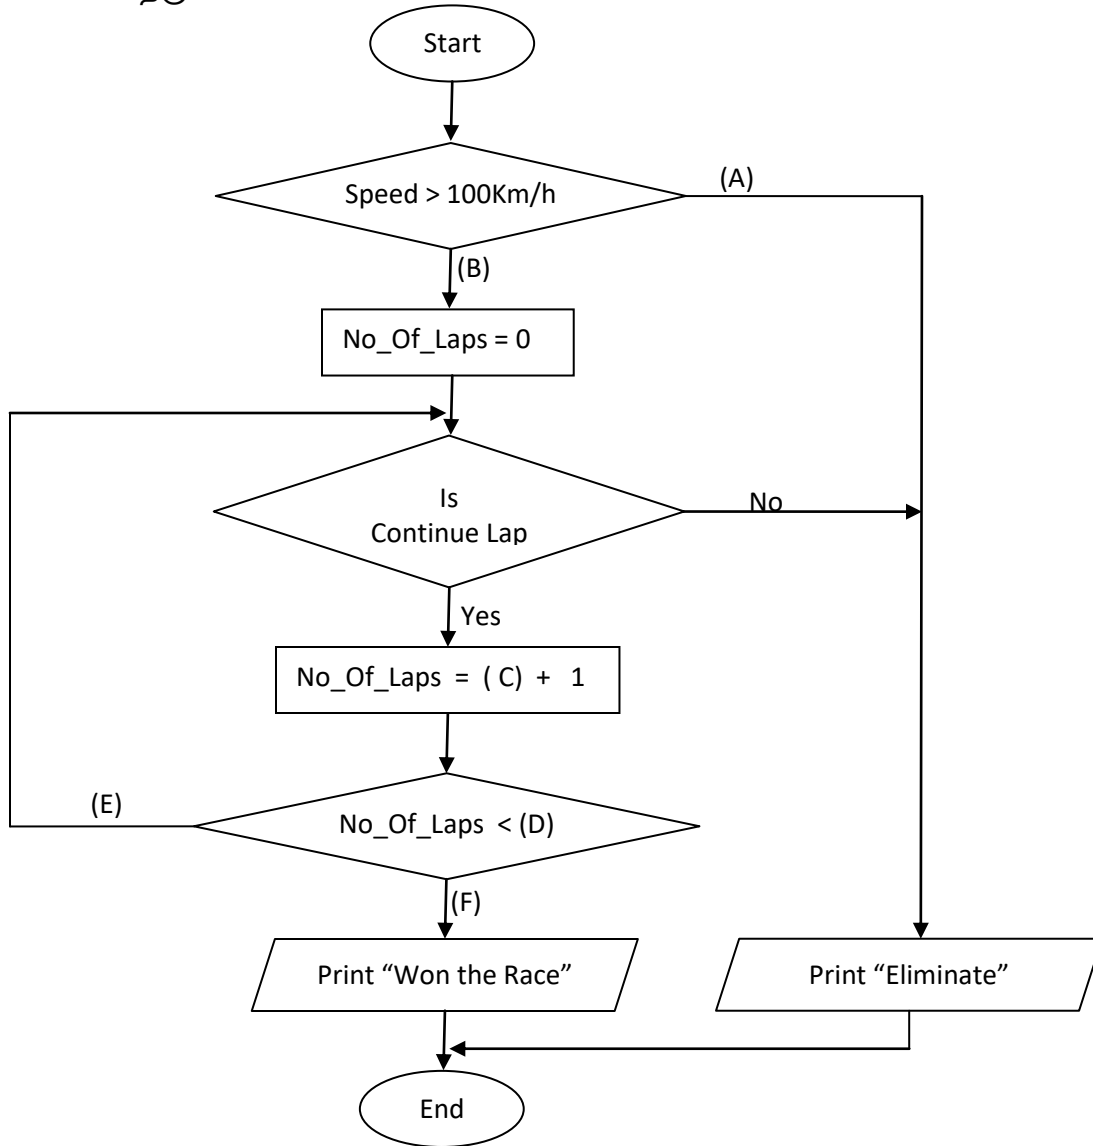 Start
Speed > 100Km/h
(A)
(B)
No_Of_Laps = 0
Is
Continue Lap
No
Yes
No_Of_Laps = ( C) + 1
(E)
No_Of_Laps < (D)
(F)
Print “Won the Race”
Print “Eliminate”
End